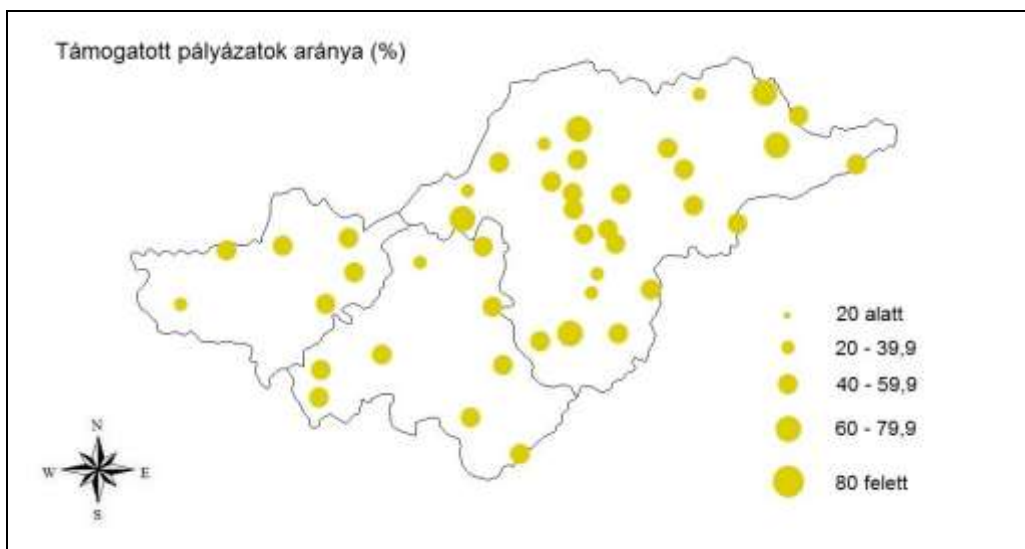 Támogatott pályázatok aránya (%)
20 alatt
20 - 39,9
40 - 59,9
60 - 79,9
80 felett
N
W E
S